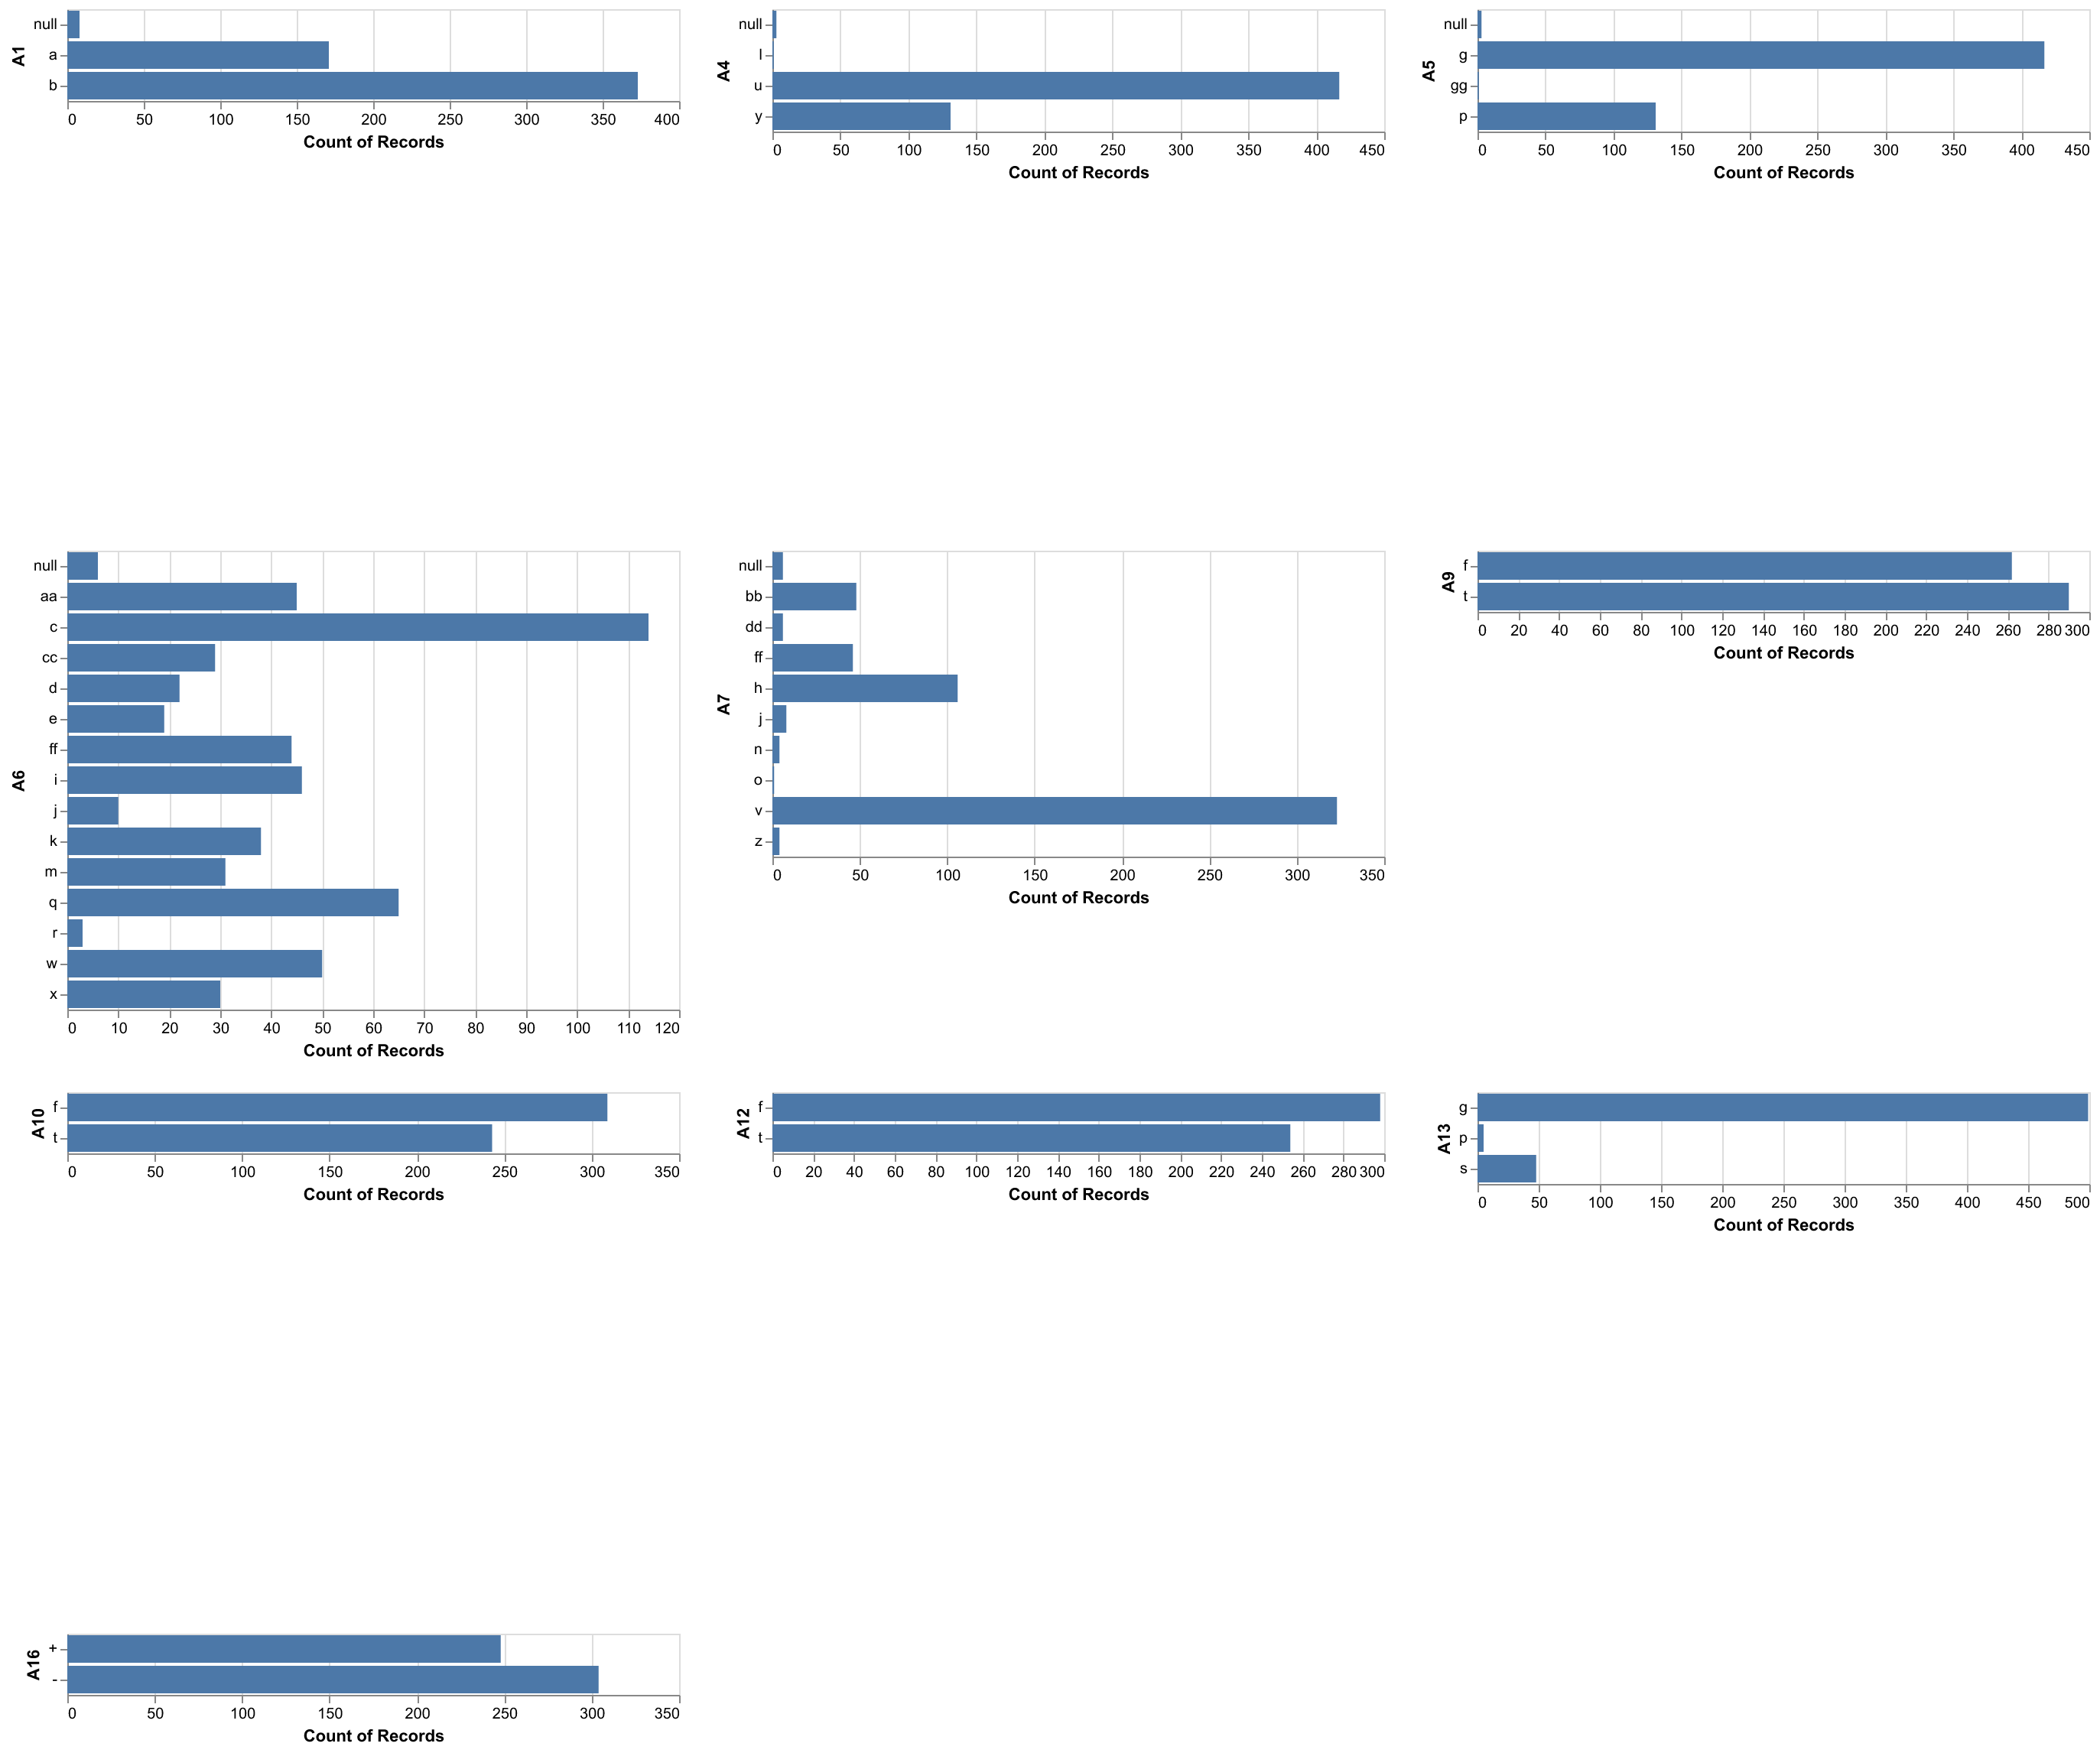 A1
null
a
b
0 50 100 150 200 250 300 350 400
Count of Records
A4
null
l
u
y
0 50 100 150 200 250 300 350 400 450
Count of Records
A5
null
g
gg
p
0 50 100 150 200 250 300 350 400 450
Count of Records
A6
null
aa
c
cc
d
e
ff
i
j
k
m
q
r
w
x
0 10 20 30 40 50 60 70 80 90 100 110 120
Count of Records
A7
null
bb
dd
ff
h
j
n
o
v
z
0 50 100 150 200 250 300 350
Count of Records
A9
f
t
0 20 40 60 80 100 120 140 160 180 200 220 240 260 280 300
Count of Records
A10
f
t
0 50 100 150 200 250 300 350
Count of Records
A12
f
t
0 20 40 60 80 100 120 140 160 180 200 220 240 260 280 300
Count of Records
A13
g
p
s
0 50 100 150 200 250 300 350 400 450 500
Count of Records
A16
+
-
0 50 100 150 200 250 300 350
Count of Records